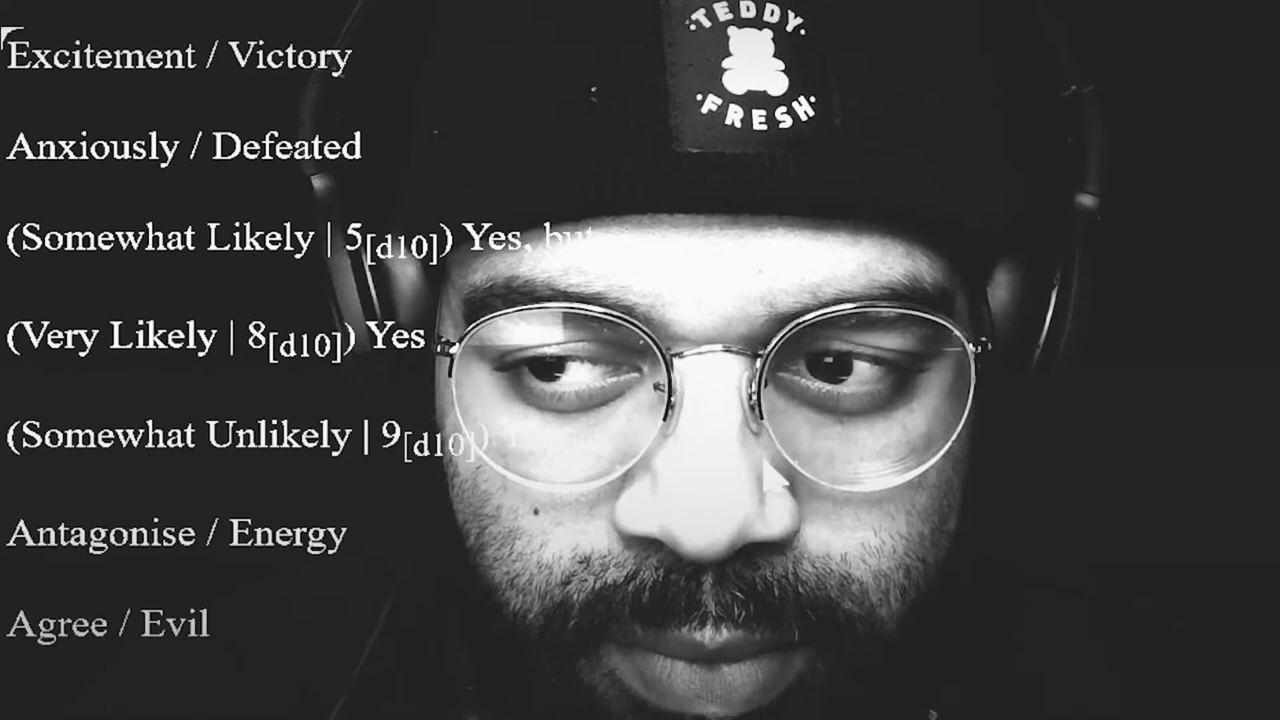 Excitement / Victory
Anxiously / Defeated
(Somewhat Likely | 5[d10]) Yes, but
(Very Likely | 8[d10]) Yes
(Somewhat Unlikely | 9[d10])
Antagonise / Energy
Agree / Evil
·TEDDY·
·FRESH·